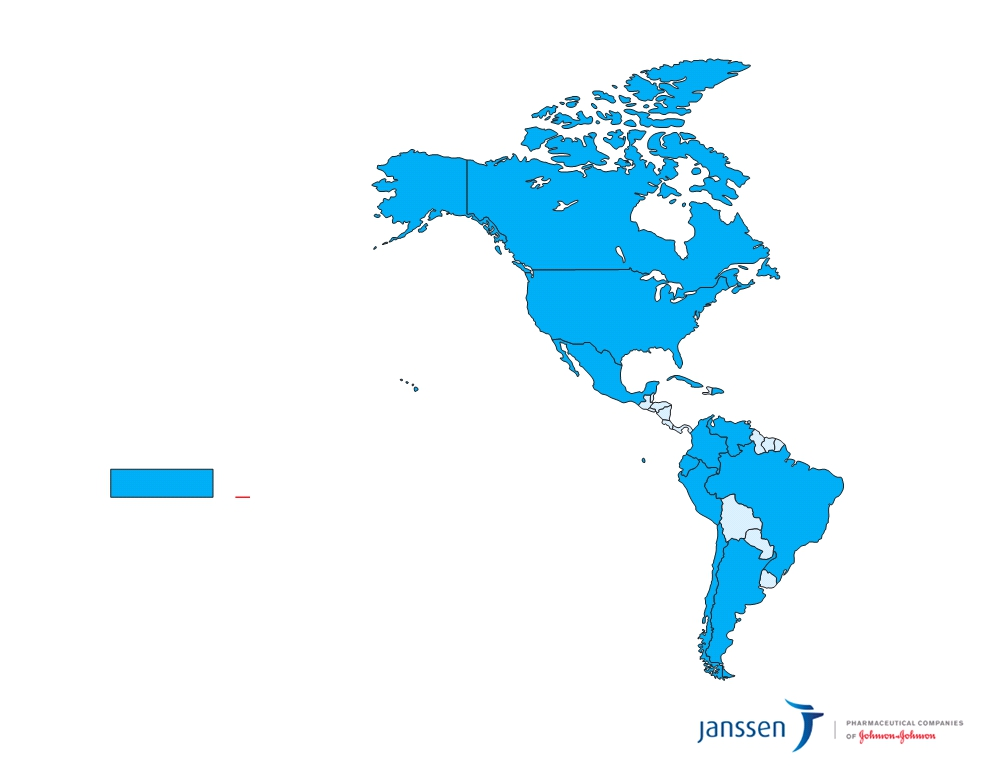 janssen
PHARMACEUTICAL COMPANIES
OF Johnson & Johnson